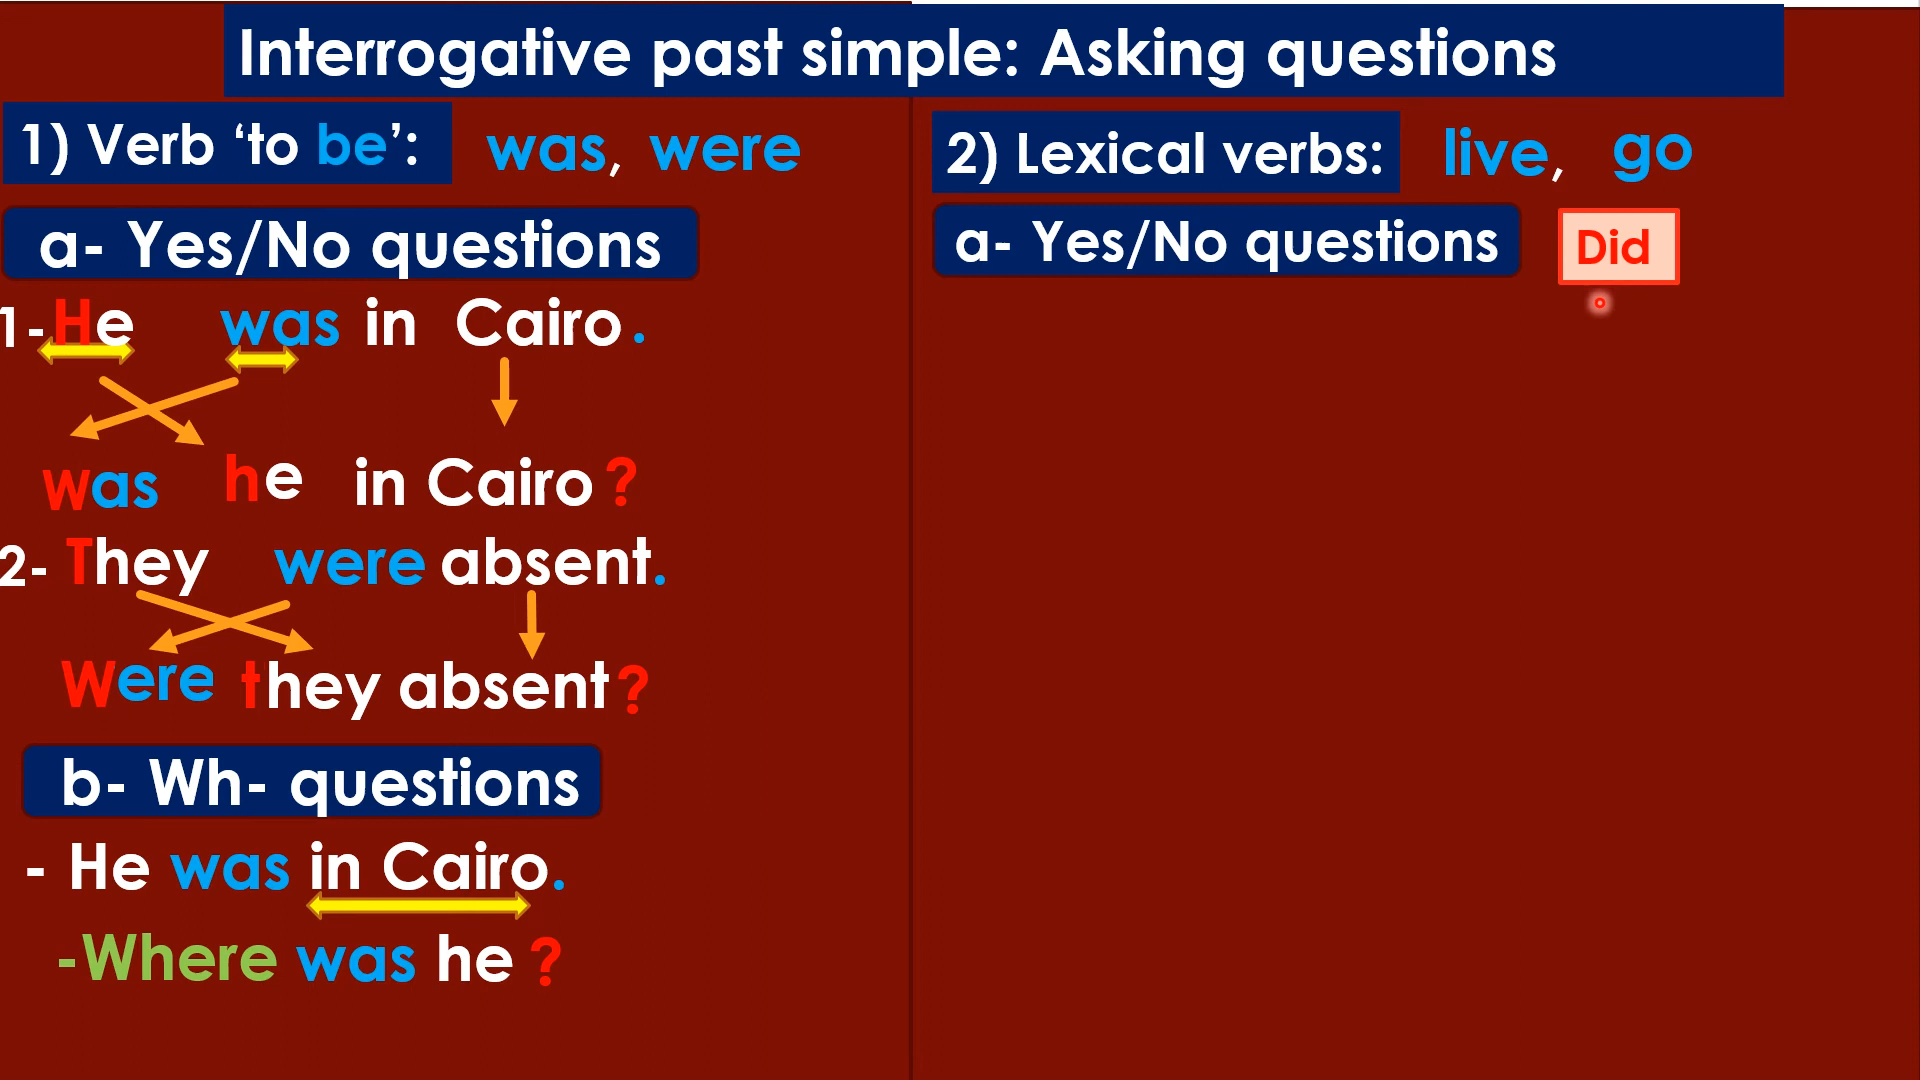 Interrogative past simple: Asking questions
1) Verb ‘to be’: was, were
a- Yes/No questions
1-He was in Cairo.
was he in Cairo?
2- They were absent.
Were they absent?
b- Wh- questions
- He was in Cairo.
-Where was he ?
2) Lexical verbs: live, go
a- Yes/No questions Did